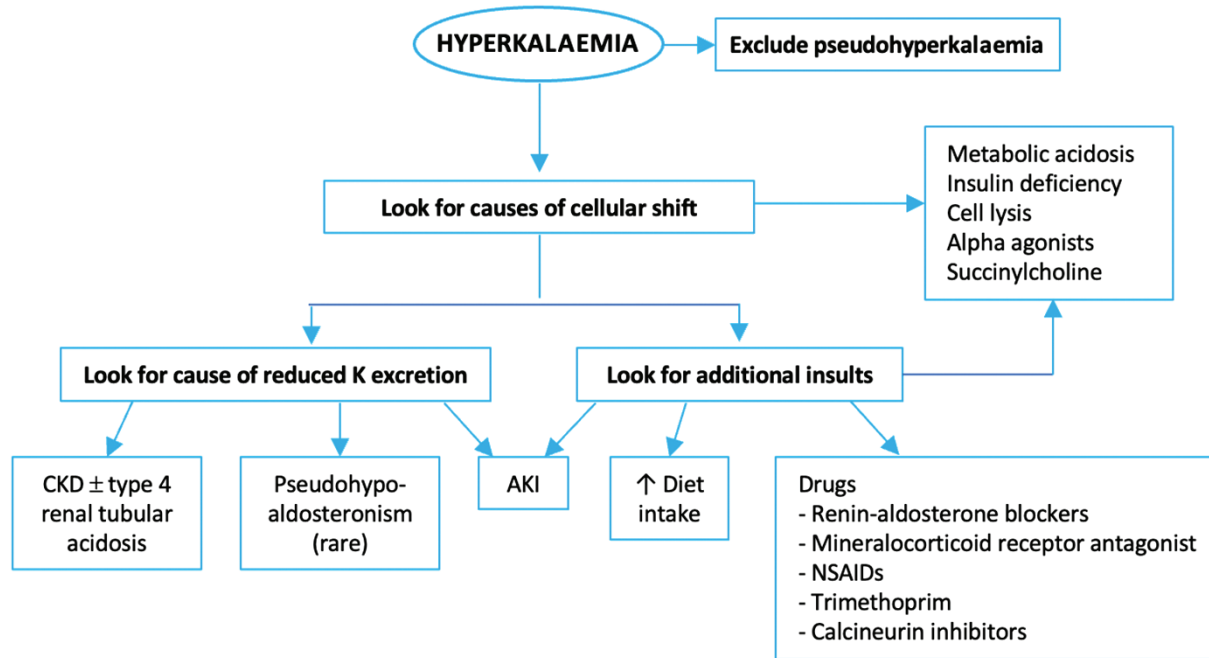 HYPERKALAEMIA
Exclude pseudohyperkalaemia
Metabolic acidosis
Insulin deficiency
Cell lysis
Alpha agonists
Succinylcholine
Look for causes of cellular shift
Look for cause of reduced K excretion
Look for additional insults
CKD ± type 4
renal tubular
acidosis
Pseudohypo-
aldosteronism
(rare)
AKI
↑ Diet
intake
Drugs
- Renin-aldosterone blockers
- Mineralocorticoid receptor antagonist
- NSAIDs
- Trimethoprim
- Calcineurin inhibitors